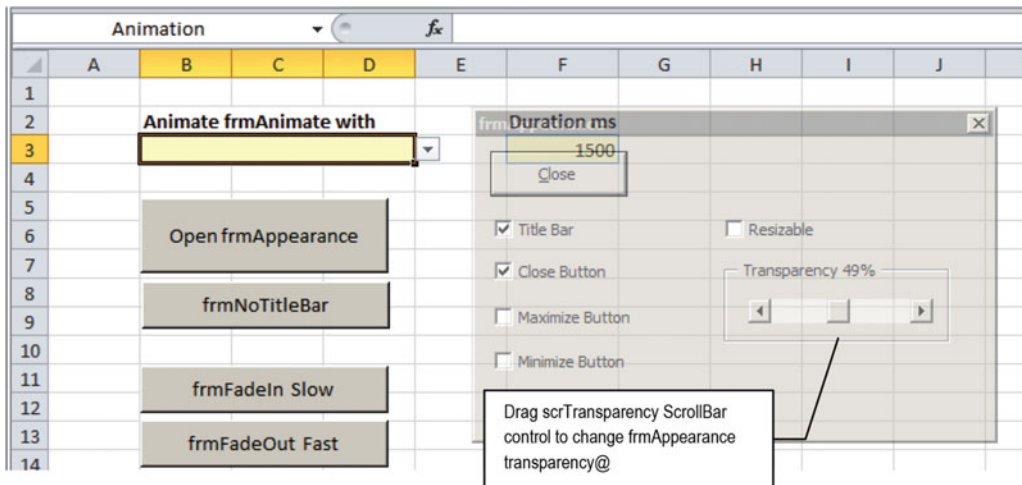 Animation fx
A B C D E F G H I J
1
2 Animate frmAnimate with Duration ms
3 1500
4 Close
5
6 Open frmAppearance Title Bar Resizable
7 Close Button Transparency 49%
8 frmNoTitleBar
9 Maximize Button
10 Minimize Button
11 frmFadeIn Slow
12 Drag scrTransparency ScrollBar
13 frmFadeOut Fast control to change frmAppearance
14 transparency@